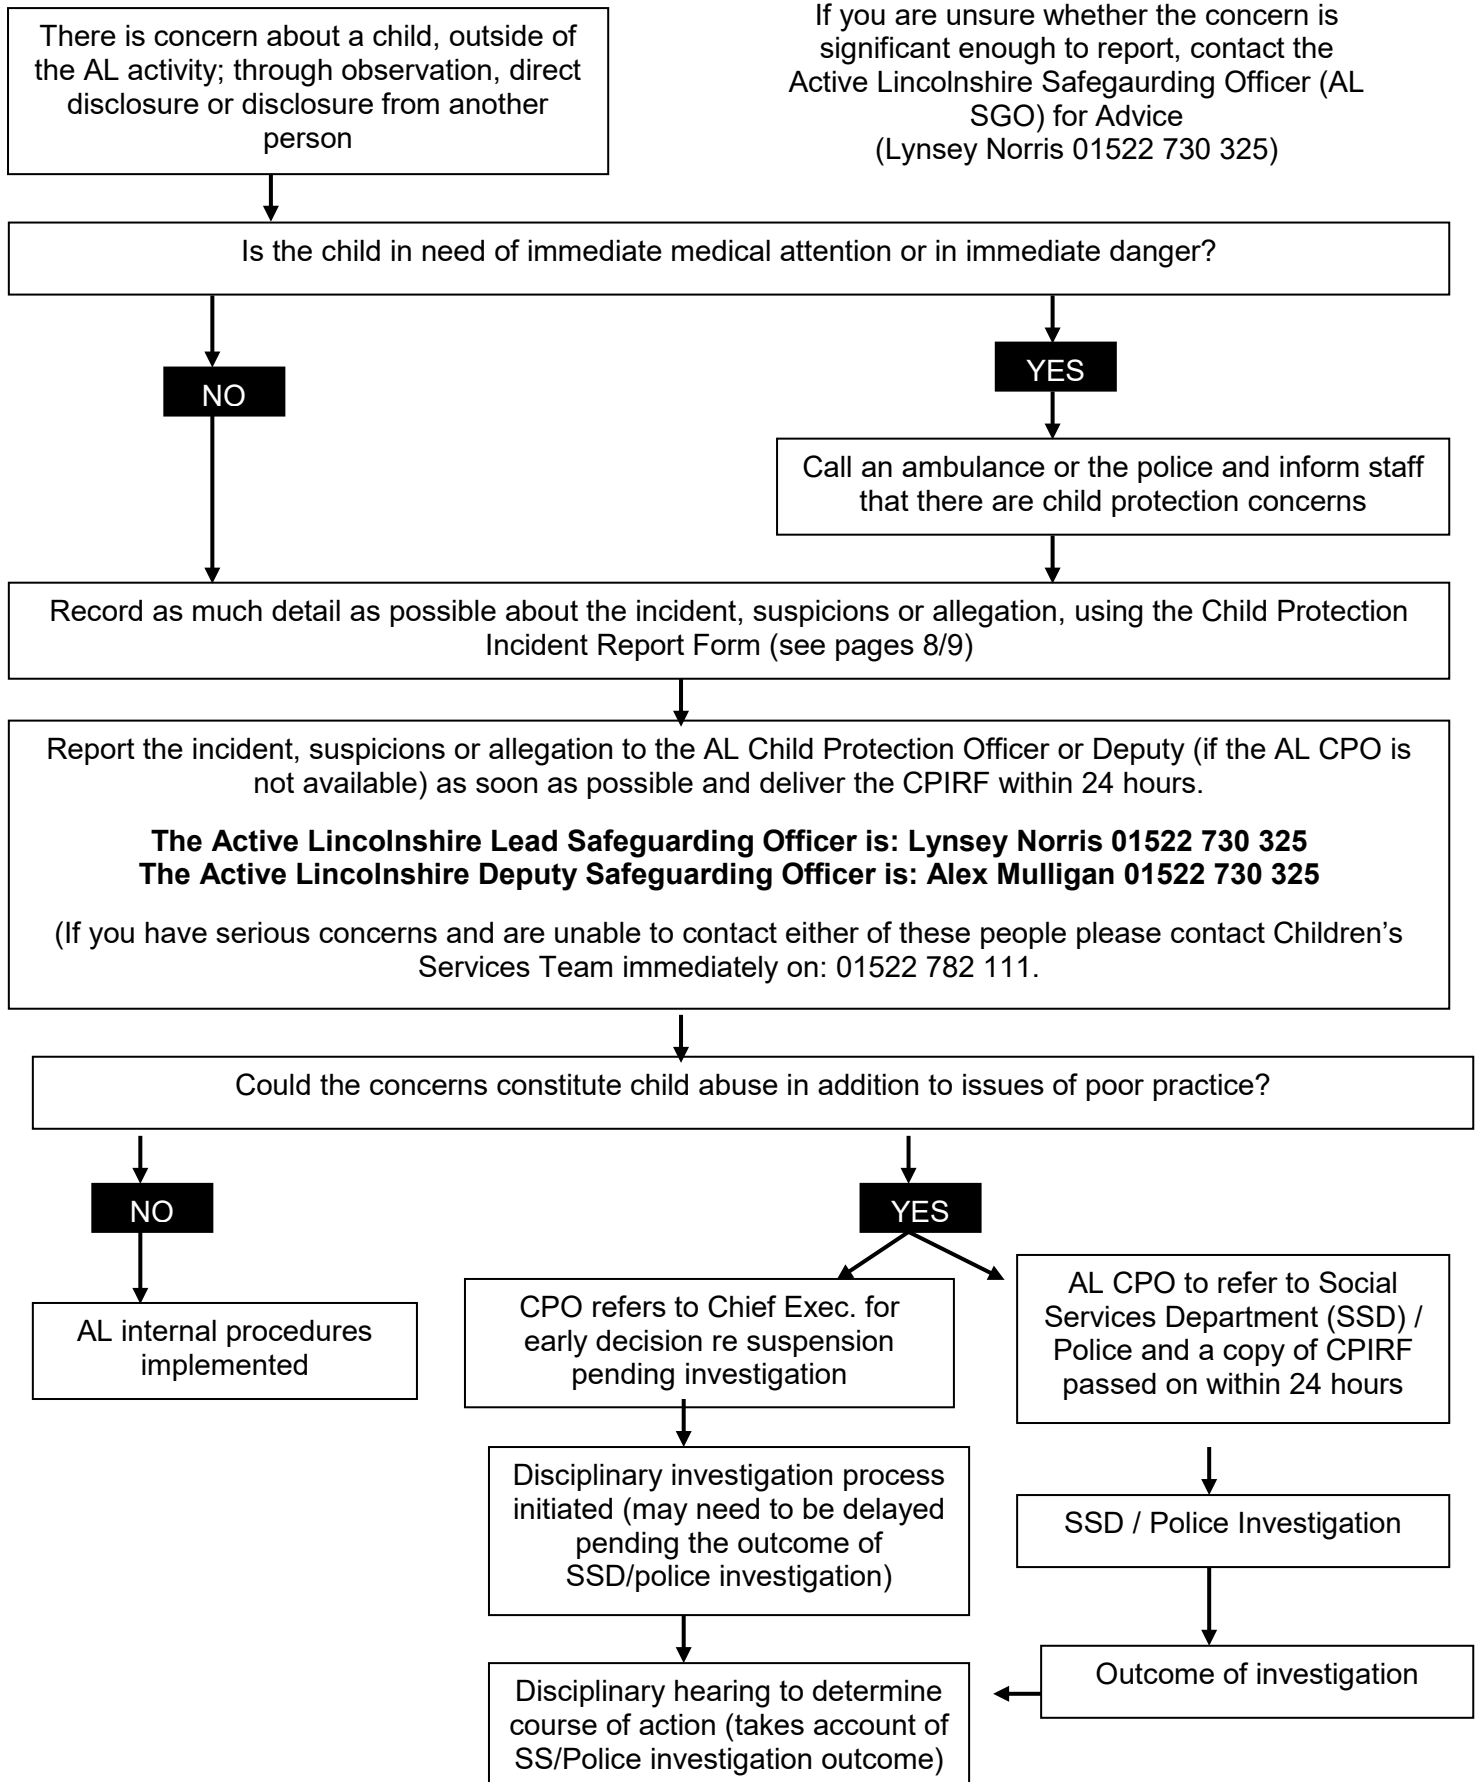 There is concern about a child, outside of
the AL activity; through observation, direct
disclosure or disclosure from another
person
If you are unsure whether the concern is
significant enough to report, contact the
Active Lincolnshire Safegaurding Officer (AL
SGO) for Advice
(Lynsey Norris 01522 730 325)
Is the child in need of immediate medical attention or in immediate danger?
NO
YES
Call an ambulance or the police and inform staff
that there are child protection concerns
Record as much detail as possible about the incident, suspicions or allegation, using the Child Protection
Incident Report Form (see pages 8/9)
Report the incident, suspicions or allegation to the AL Child Protection Officer or Deputy (if the AL CPO is
not available) as soon as possible and deliver the CPIRF within 24 hours.
The Active Lincolnshire Lead Safeguarding Officer is: Lynsey Norris 01522 730 325
The Active Lincolnshire Deputy Safeguarding Officer is: Alex Mulligan 01522 730 325
(If you have serious concerns and are unable to contact either of these people please contact Children’s
Services Team immediately on: 01522 782 111.
Could the concerns constitute child abuse in addition to issues of poor practice?
NO
YES
AL internal procedures
implemented
CPO refers to Chief Exec. for
early decision re suspension
pending investigation
AL CPO to refer to Social
Services Department (SSD) /
Police and a copy of CPIRF
passed on within 24 hours
Disciplinary investigation process
initiated (may need to be delayed
pending the outcome of
SSD/police investigation)
SSD / Police Investigation
Outcome of investigation
Disciplinary hearing to determine
course of action (takes account of
SS/Police investigation outcome)